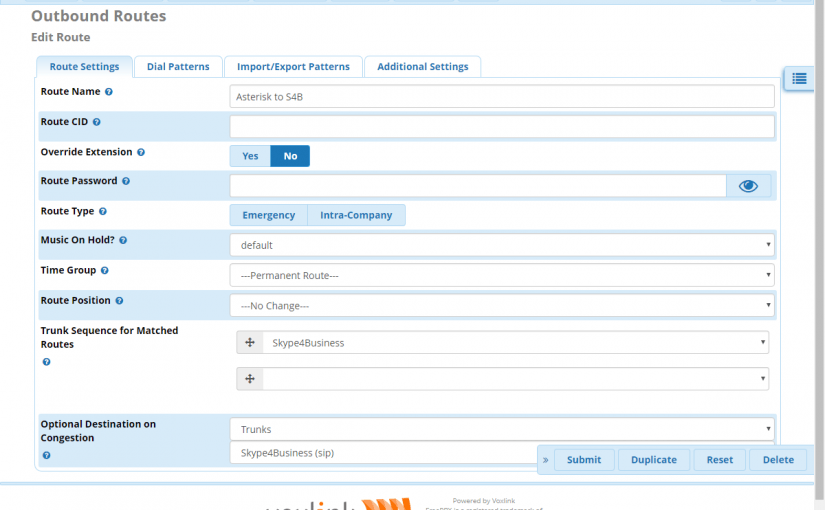 Outbound Routes
Edit Route
Route Settings Dial Patterns Import/Export Patterns Additional Settings
Route Name Asterisk to S4B
Route CID
Override Extension Yes No
Route Password
Route Type Emergency Intra-Company
Music On Hold? default
Time Group ---Permanent Route---
Route Position ---No Change---
Trunk Sequence for Matched
Routes
Skype4Business
Optional Destination on
Congestion
Trunks
Skype4Business (sip)
» Submit Duplicate Reset Delete
Powered by Voxlink